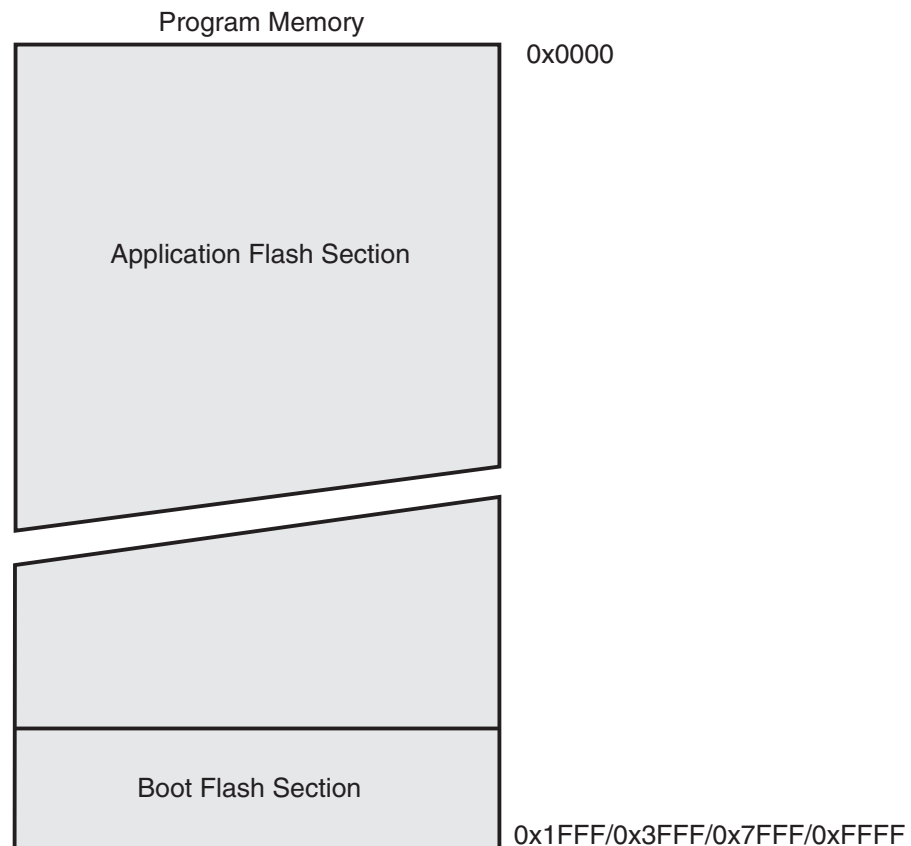 Program Memory
0x0000
Application Flash Section
Boot Flash Section
0x1FFF/0x3FFF/0x7FFF/0xFFFF